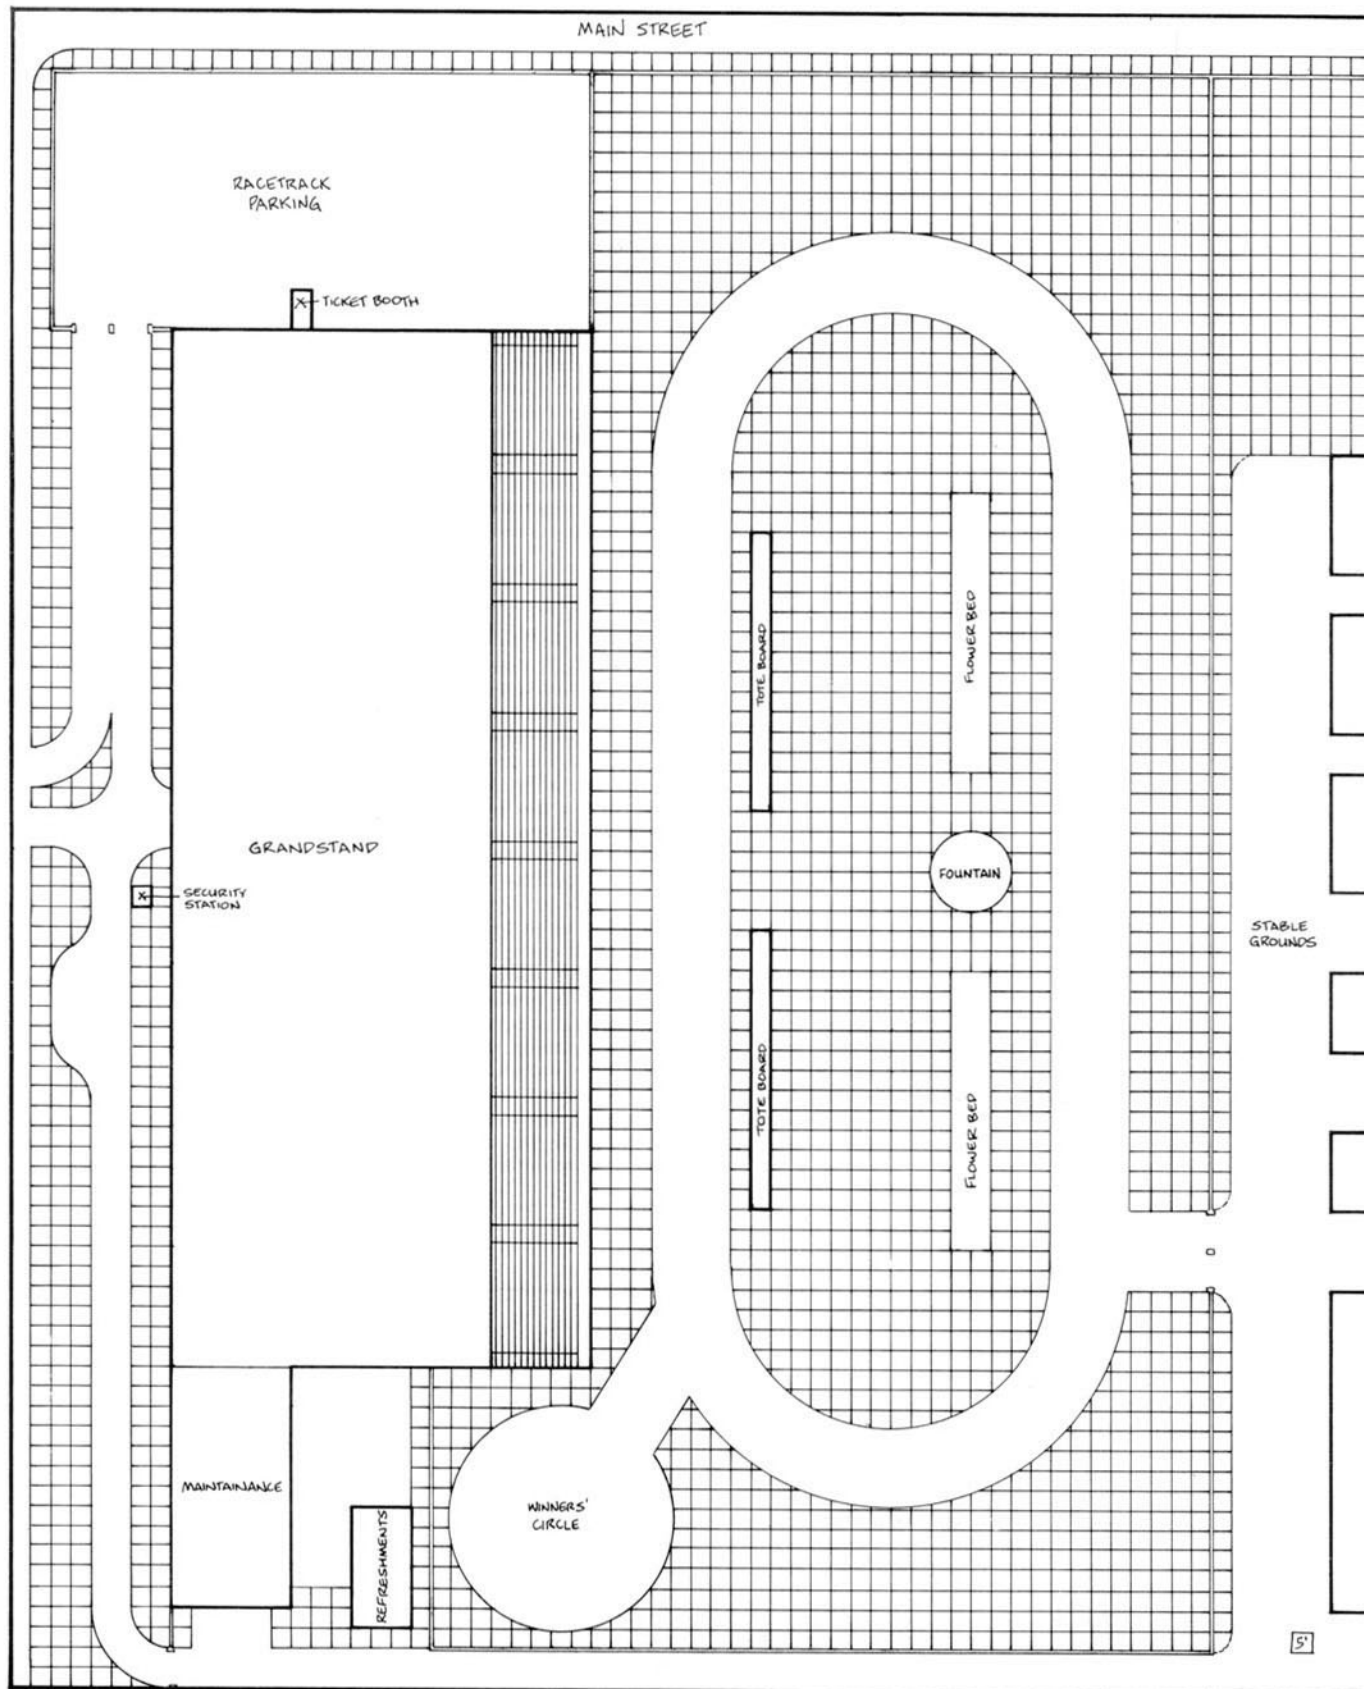 MAIN STREET
RACETRACK
PARKING
TICKET BOOTH
TOTE BOARD
FLOWER BED
GRANDSTAND
FOUNTAIN
SECURITY
STATION
STABLE
GROUNDS
TOTE BOARD
FLOWER BED
MAINTAINANCE
WINNERS'
CIRCLE
REFRESHMENTS
5'